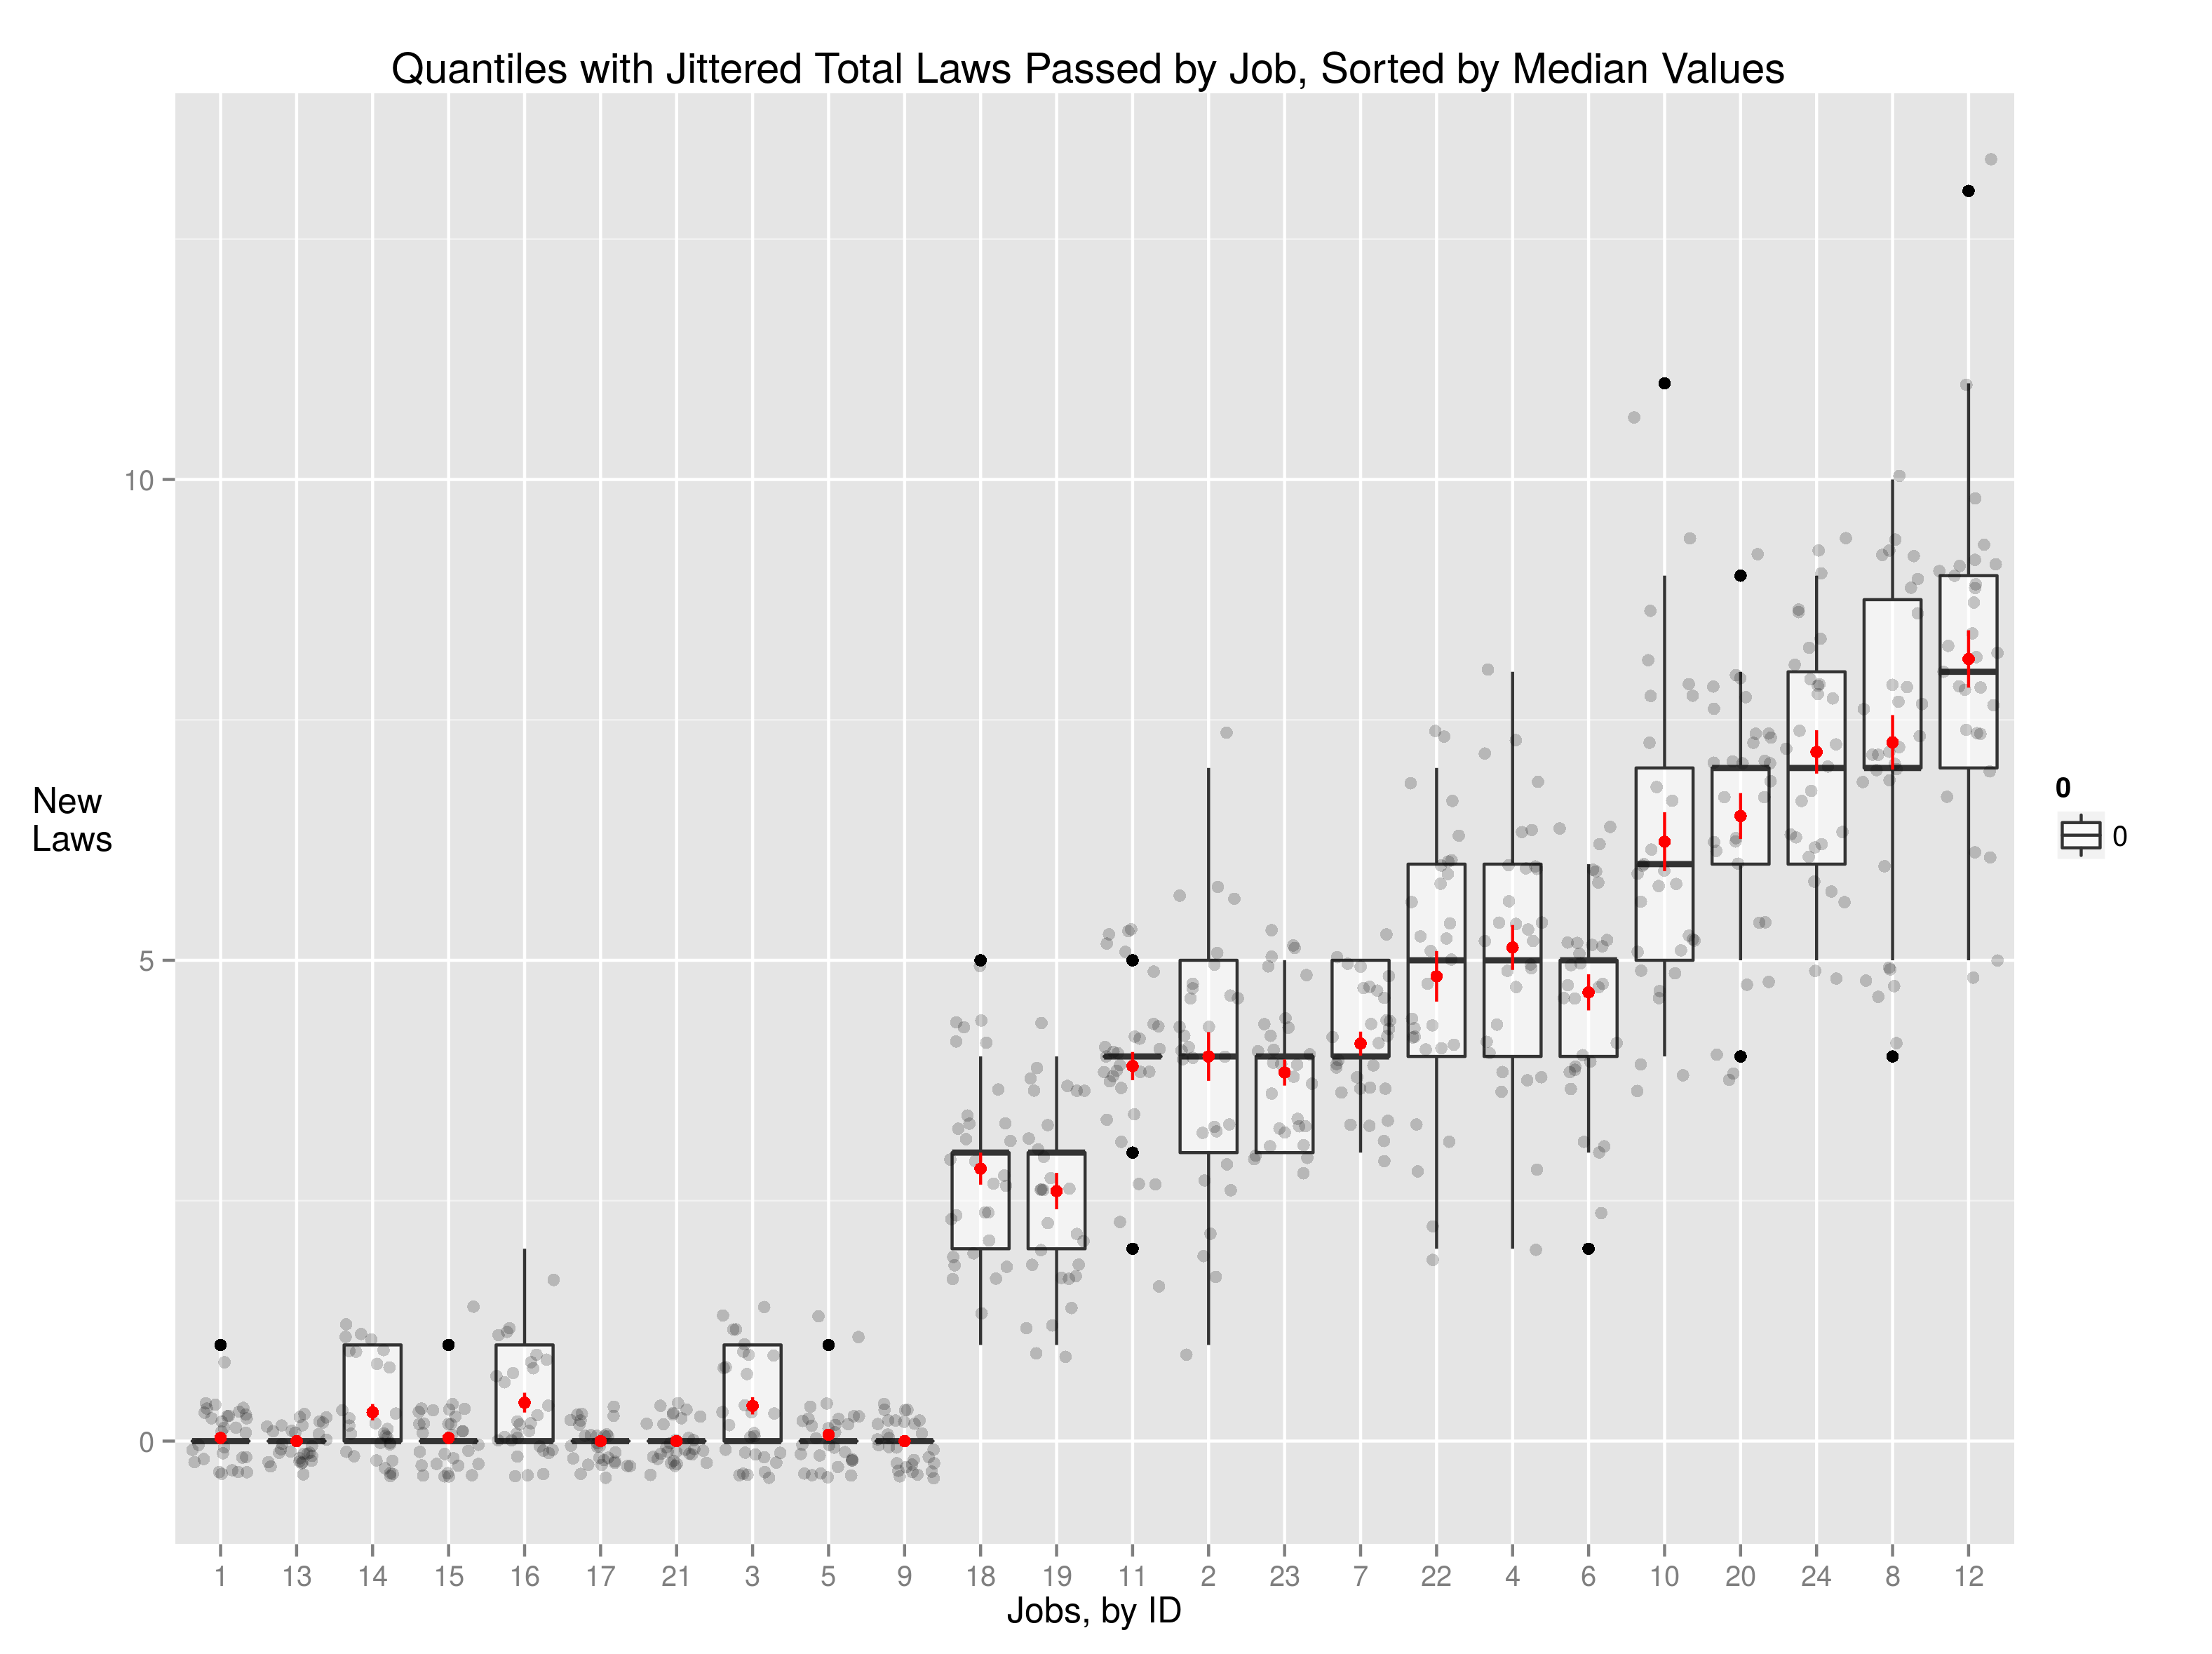 Quantiles with Jittered Total Laws Passed by Job, Sorted by Median Values
10
5
0
New
Laws
1 13 14 15 16 17 21 3 5 9 18 19 11 2 23 7 22 4 6 10 20 24 8 12
Jobs, by ID
0
0